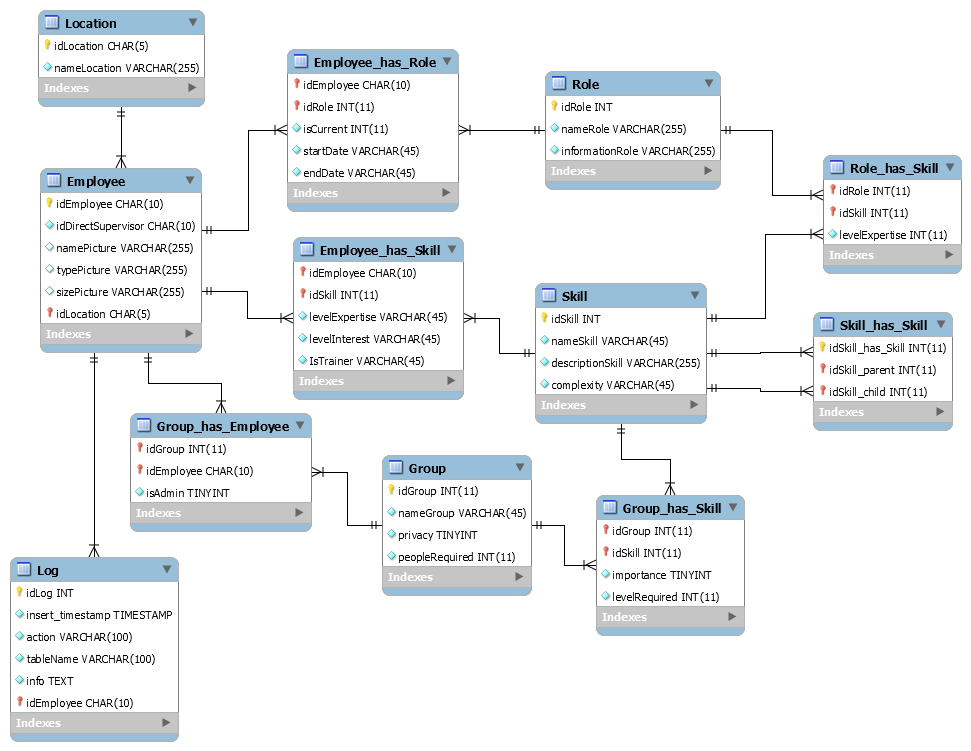 Location
idLocation CHAR(5)
nameLocation VARCHAR(255)
Indexes
Employee
idEmployee CHAR(10)
idDirectSupervisor CHAR(10)
namePicture VARCHAR(255)
typePicture VARCHAR(255)
sizePicture VARCHAR(255)
idLocation CHAR(5)
Indexes
Employee_has_Role
idEmployee CHAR(10)
idRole INT(11)
isCurrent INT(11)
startDate VARCHAR(45)
endDate VARCHAR(45)
Indexes
Role
idRole INT
nameRole VARCHAR(255)
informationRole VARCHAR(255)
Indexes
Role_has_Skill
idRole INT(11)
idSkill INT(11)
levelExpertise INT(11)
Indexes
Employee_has_Skill
idEmployee CHAR(10)
idSkill INT(11)
levelExpertise VARCHAR(45)
levelInterest VARCHAR(45)
IsTrainer VARCHAR(45)
Indexes
Skill
idSkill INT
nameSkill VARCHAR(45)
descriptionSkill VARCHAR(255)
complexity VARCHAR(45)
Indexes
Skill_has_Skill
idSkill_has_Skill INT(11)
idSkill_parent INT(11)
idSkill_child INT(11)
Indexes
Group_has_Employee
idGroup INT(11)
idEmployee CHAR(10)
isAdmin TINYINT
Indexes
Group
idGroup INT(11)
nameGroup VARCHAR(45)
privacy TINYINT
peopleRequired INT(11)
Indexes
Group_has_Skill
idGroup INT(11)
idSkill INT(11)
importance TINYINT
levelRequired INT(11)
Indexes
Log
idLog INT
insert_timestamp TIMESTAMP
action VARCHAR(100)
tableName VARCHAR(100)
info TEXT
idEmployee CHAR(10)
Indexes